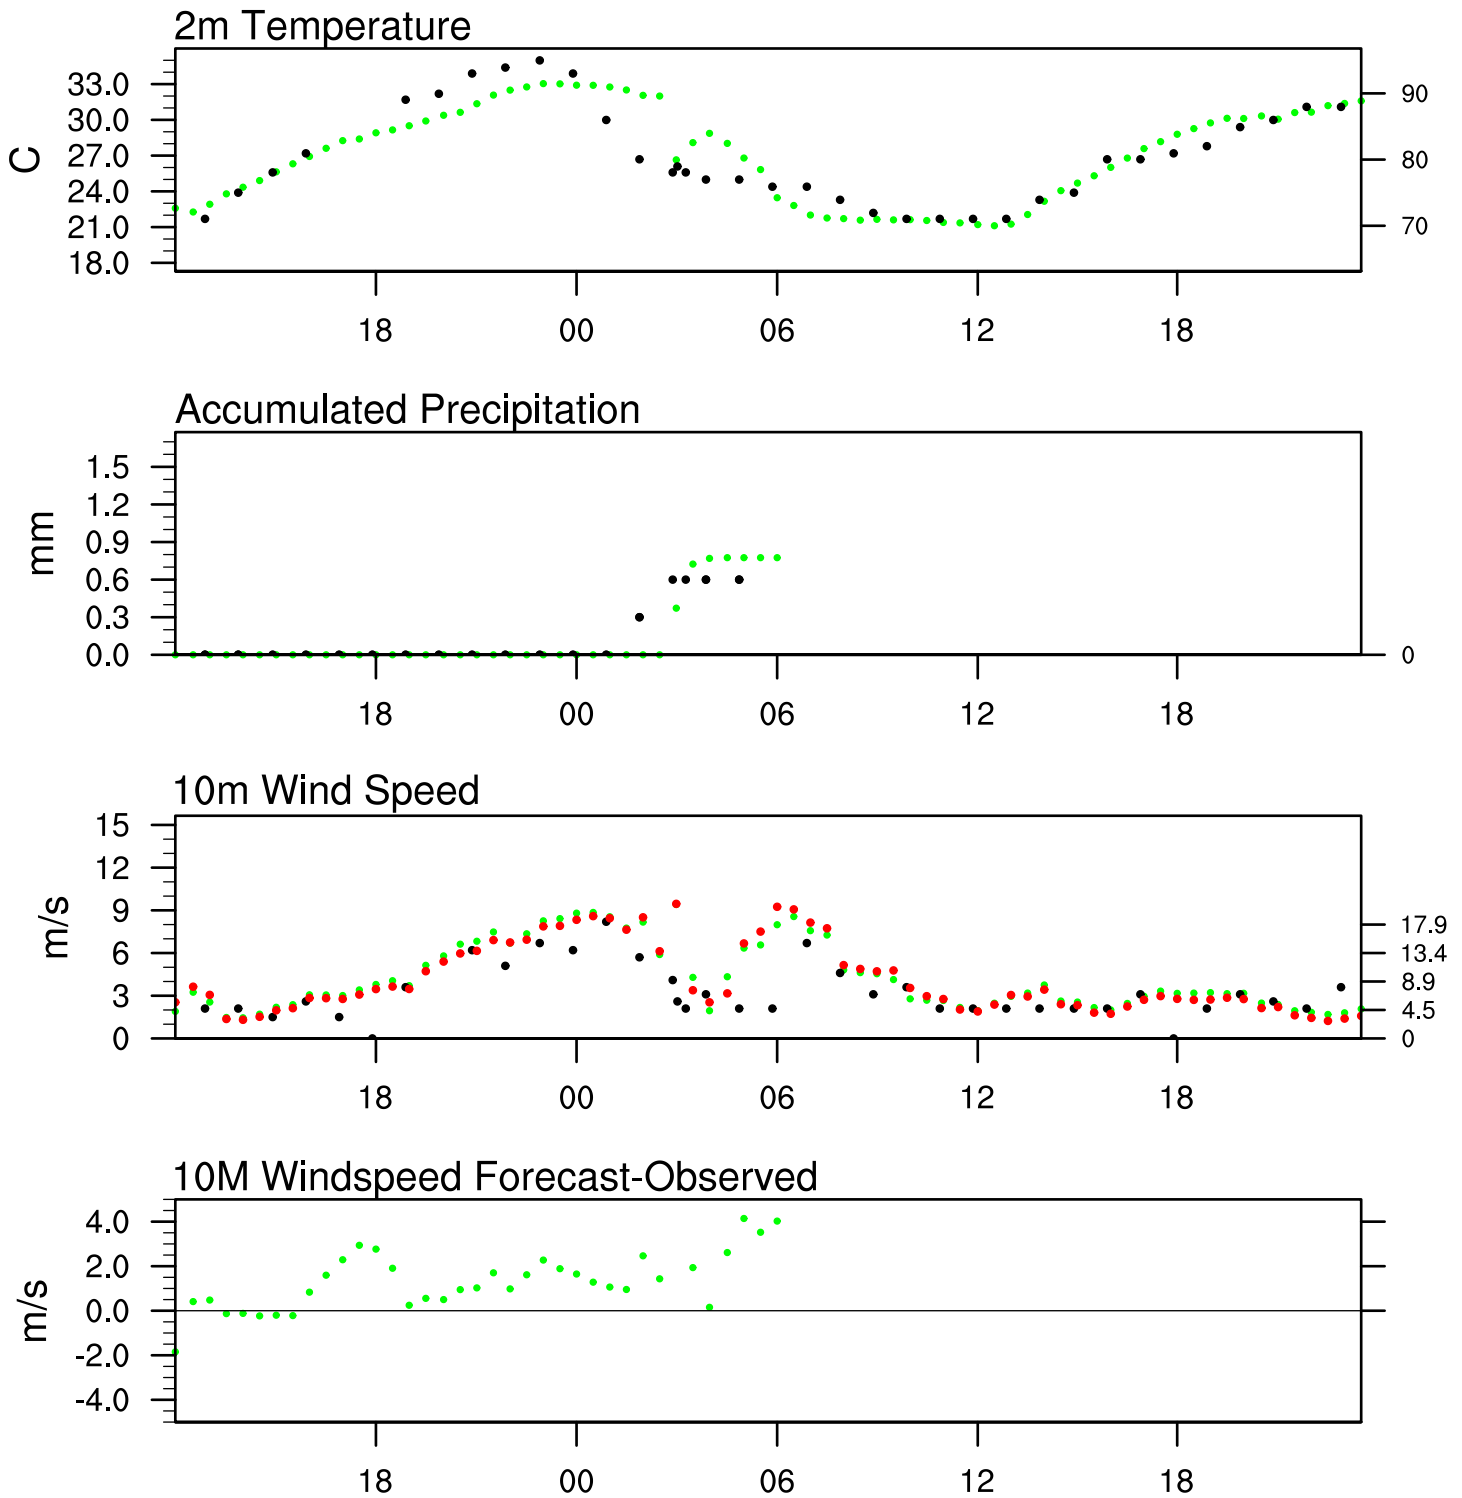 2m Temperature
33.0
30.0
27.0
24.0
21.0
18.0
C
90
80
70
18 00 06 12 18
Accumulated Precipitation
1.5
1.2
0.9
0.6
0.3
0.0
mm
0
18 00 06 12 18
10m Wind Speed
15
12
9
6
3
0
m/s
17.9
13.4
8.9
4.5
0
18 00 06 12 18
10M Windspeed Forecast-Observed
4.0
2.0
0.0
-2.0
-4.0
m/s
18 00 06 12 18